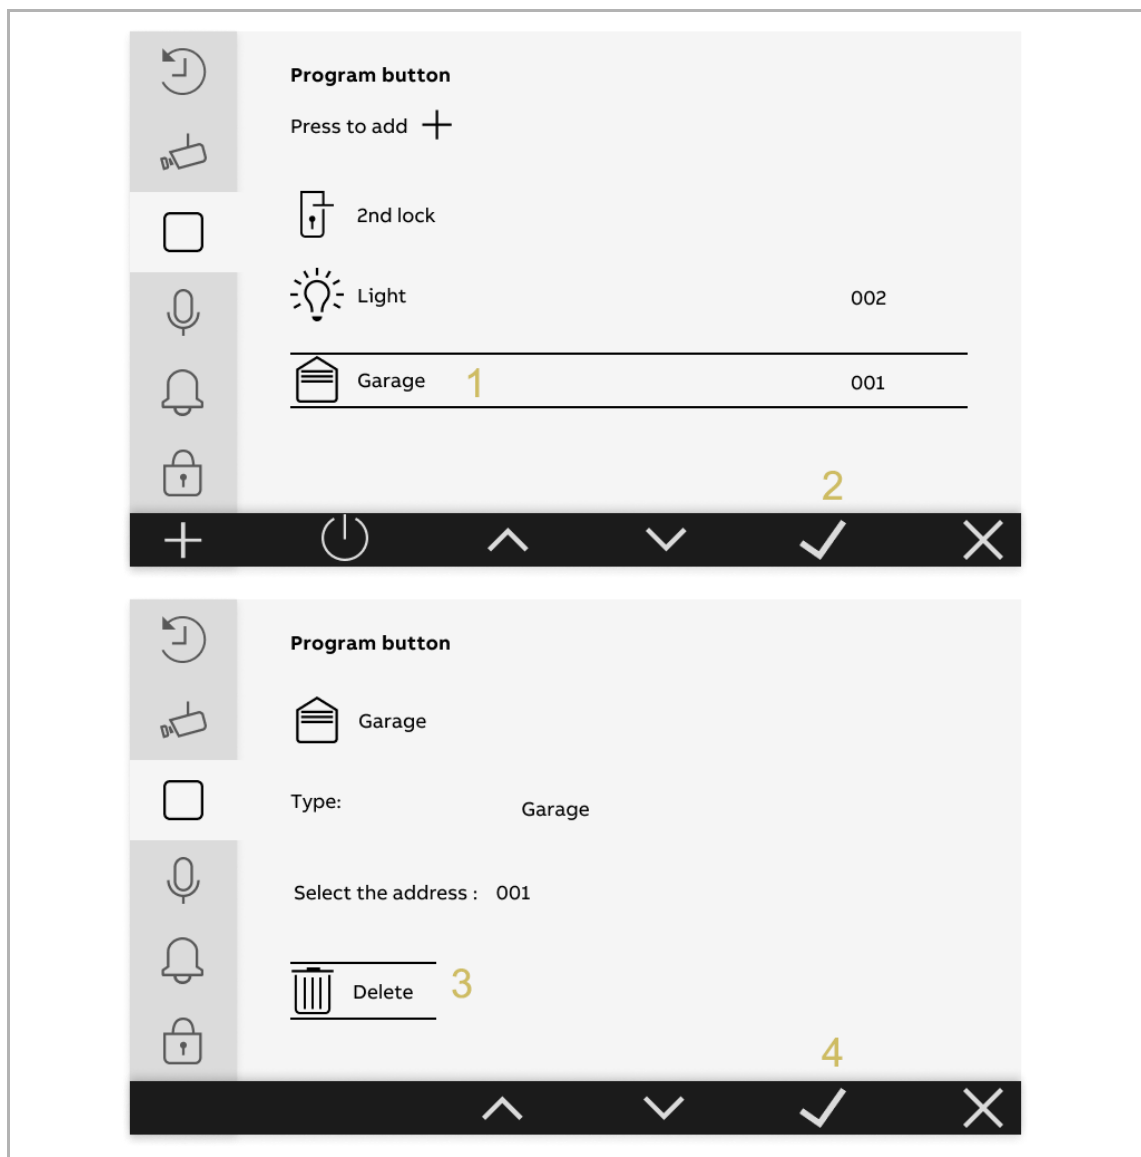 Program button
Press to add
2nd lock
Light 002
Garage 1 001
2
Program button
Garage
Type: Garage
Select the address : 001
Delete 3
4